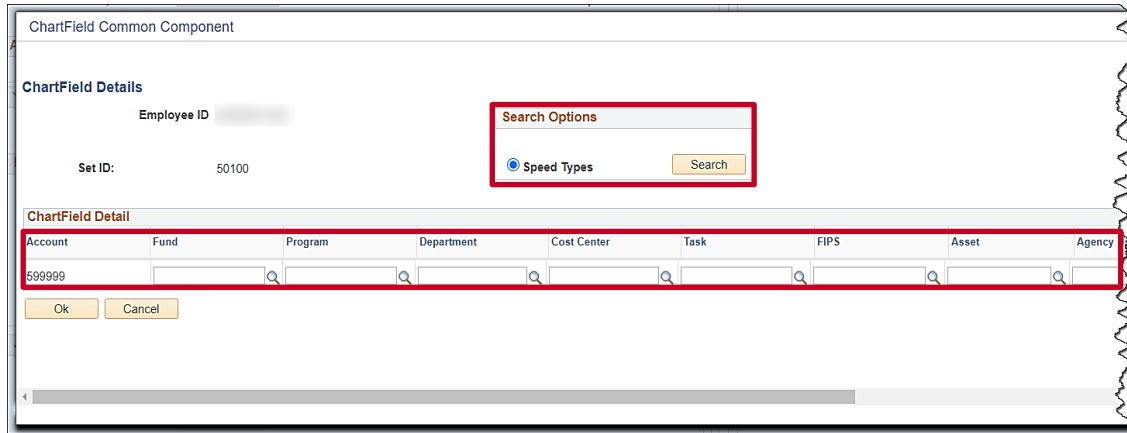 ChartField Common Component
ChartField Details
Employee ID
Search Options
Set ID: 50100
Speed Types Search
ChartField Detail
Account Fund Program Department Cost Center Task FIPS Asset Agency
599999
Ok Cancel